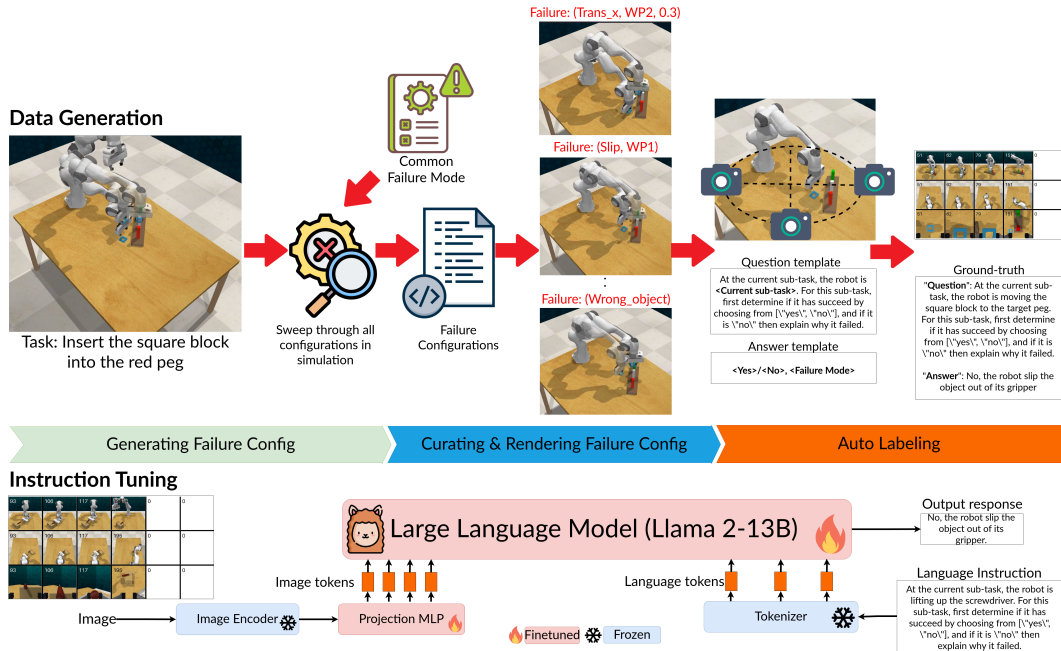 Failure: (Trans_x, WP2, 0.3)
Data Generation
Common
Failure Mode
Failure: (Slip, WP1)
:
Failure: (Wrong_object)
Task: Insert the square block
into the red peg
Sweep through all
configurations in
simulation
Failure
Configurations
Question template
At the current sub-task, the robot is
<Current sub-task>. For this sub-task,
first determine if it has succeed by
choosing from [\"yes\", \"no\"], and if it
is \"no\" then explain why it failed.
Answer template
<Yes>/<No>, <Failure Mode>
51
62
79
151
0
Ground-truth
"Question": At the current sub-
task, the robot is moving the
square block to the target peg.
For this sub-task, first determine
if it has succeed by choosing
from [\"yes\", \"no\"], and if it is
\"no\" then explain why it failed.
"Answer": No, the robot slip the
object out of its gripper
Generating Failure Config
Curating & Rendering Failure Config
Auto Labeling
Instruction Tuning
93
106
117
195
0
0
Large Language Model (Llama 2-13B)
Output response
No, the robot slip the
object out of its
gripper.
Image tokens
Language tokens
Language Instruction
At the current sub-task, the robot is
lifting up the screwdriver. For this
sub-task, first determine if it has
succeed by choosing from [\"yes\",
\"no\"], and if it is \"no\" then
explain why it failed.
Image
Image Encoder
Projection MLP
Tokenizer
Finetuned
Frozen